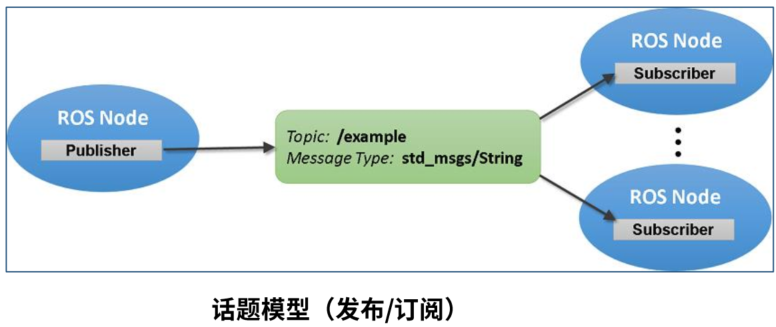 ROS Node
Publisher
Topic: /example
Message Type: std_msgs/String
ROS Node
Subscriber
ROS Node
Subscriber
话题模型（发布/订阅）